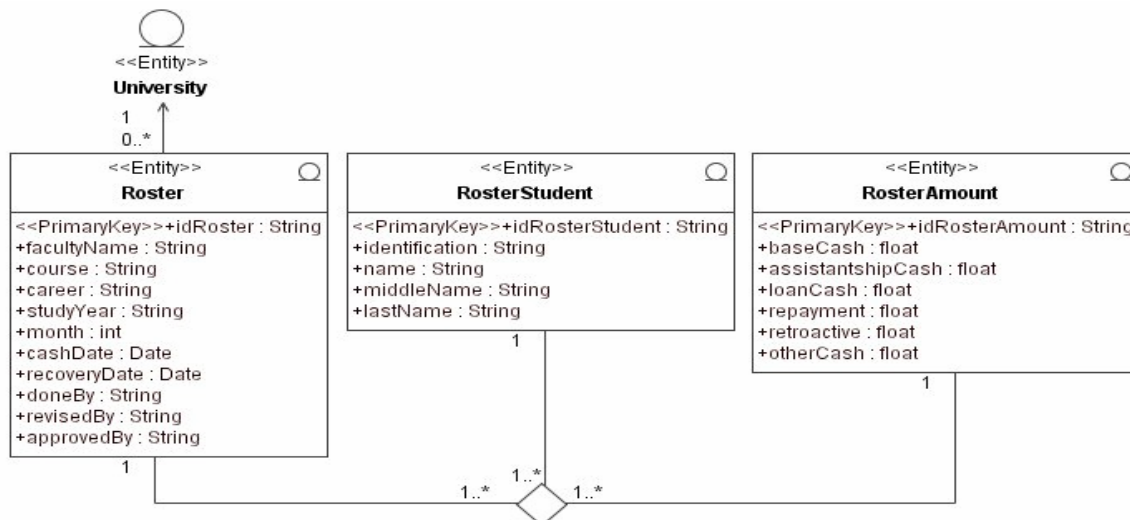 <<Entity>>
University
1
0..*
<<Entity>>
Roster
<<PrimaryKey>>+idRoster : String
+facultyName : String
+course : String
+career : String
+studyYear : String
+month : int
+cashDate : Date
+recoveryDate : Date
+doneBy : String
+revisedBy : String
+approvedBy : String
1
<<Entity>>
RosterStudent
<<PrimaryKey>>+idRosterStudent : String
+identification : String
+name : String
+middleName : String
+lastName : String
1
<<Entity>>
RosterAmount
<<PrimaryKey>>+idRosterAmount : String
+baseCash : float
+assistantshipCash : float
+loanCash : float
+repayment : float
+retroactive : float
+otherCash : float
1
1..*
1..*
1..*